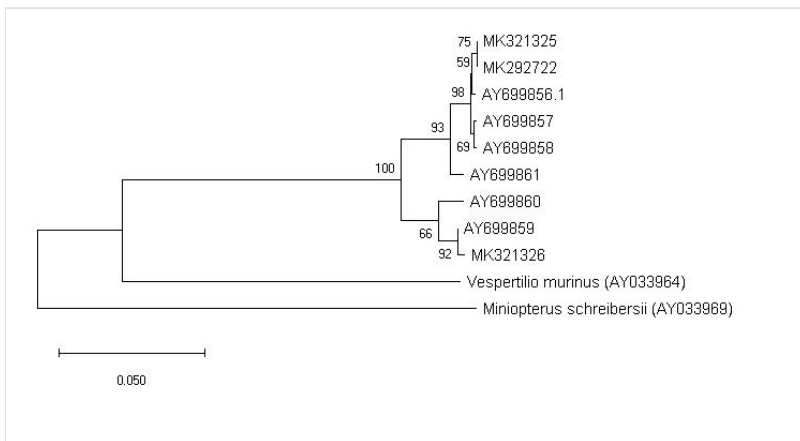 75 MK321325
59 MK292722
98 AY699856.1
93 AY699857
69 AY699858
100 AY699861
AY699860
66 AY699859
92 MK321326
Vespertilio murinus (AY033964)
Miniopterus schreibersii (AY033969)
0.050